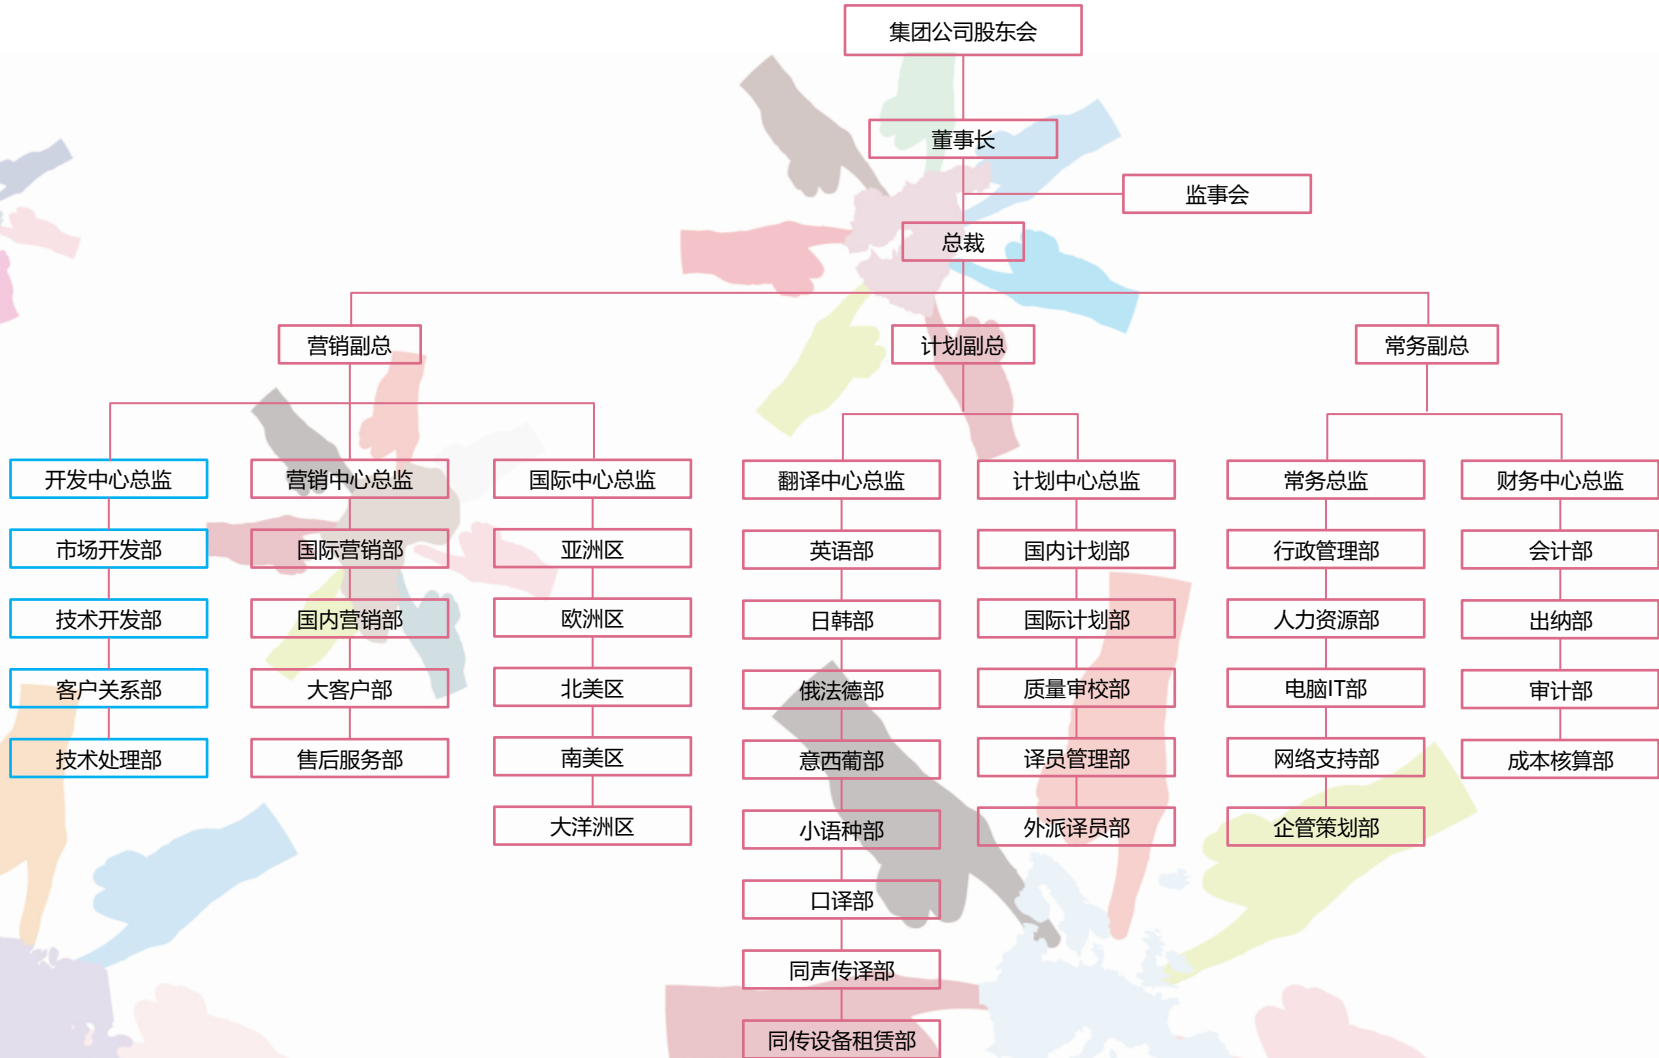 集团公司股东会
董事长
监事会
总裁
营销副总
计划副总
常务副总
开发中心总监
营销中心总监
国际中心总监
翻译中心总监
计划中心总监
常务总监
财务中心总监
市场开发部
国际营销部
亚洲区
英语部
国内计划部
行政管理部
会计部
技术开发部
国内营销部
欧洲区
日韩部
国际计划部
人力资源部
出纳部
客户关系部
大客户部
北美区
俄法德部
质量审校部
电脑IT部
审计部
技术处理部
售后服务部
南美区
意西葡部
译员管理部
网络支持部
成本核算部
大洋洲区
小语种部
外派译员部
企管策划部
口译部
同声传译部
同传设备租赁部